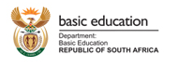 basic education
Department:
Basic Education
REPUBLIC OF SOUTH AFRICA